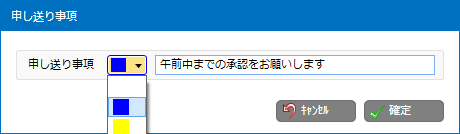 申し送り事項
申し送り事項 午前中までの承認をお願いします
ｷｬﾝｾﾙ 確定